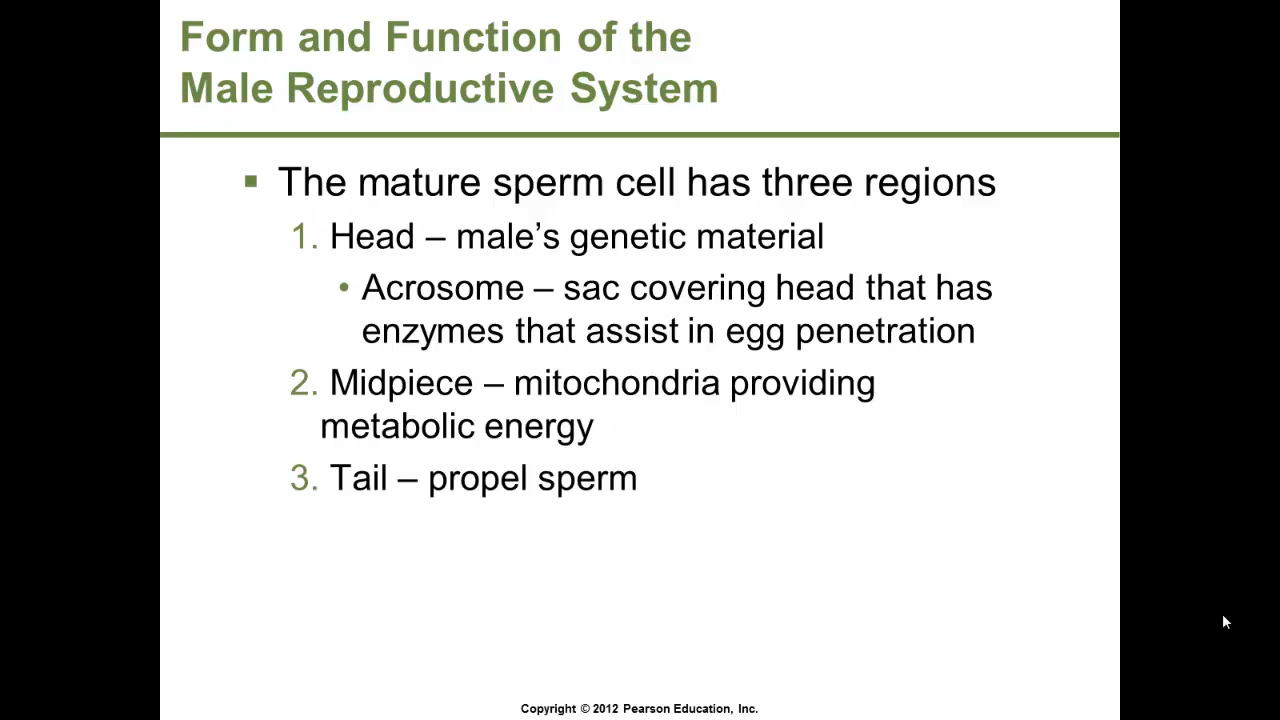 Form and Function of the
Male Reproductive System
▪ The mature sperm cell has three regions
1. Head – male’s genetic material
• Acrosome – sac covering head that has
enzymes that assist in egg penetration
2. Midpiece – mitochondria providing
metabolic energy
3. Tail – propel sperm
Copyright © 2012 Pearson Education, Inc.